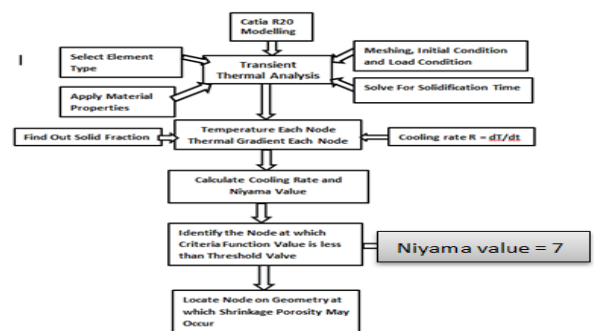 Catia R20
Modelling
Select Element
Type
Transient
Thermal Analysis
Meshing, Initial Condition
and Load Condition
Apply Material
Properties
Solve For Solidification Time
Find Out Solid Fraction
Temperature Each Node
Thermal Gradient Each Node
Cooling rate R = dT/dt
Calculate Cooling Rate and
Niyama Value
Identify the Node at which
Criteria Function Value is less
than Threshold Valve
Niyama value = 7
Locate Node on Geometry at
which Shrinkage Porosity May
Occur